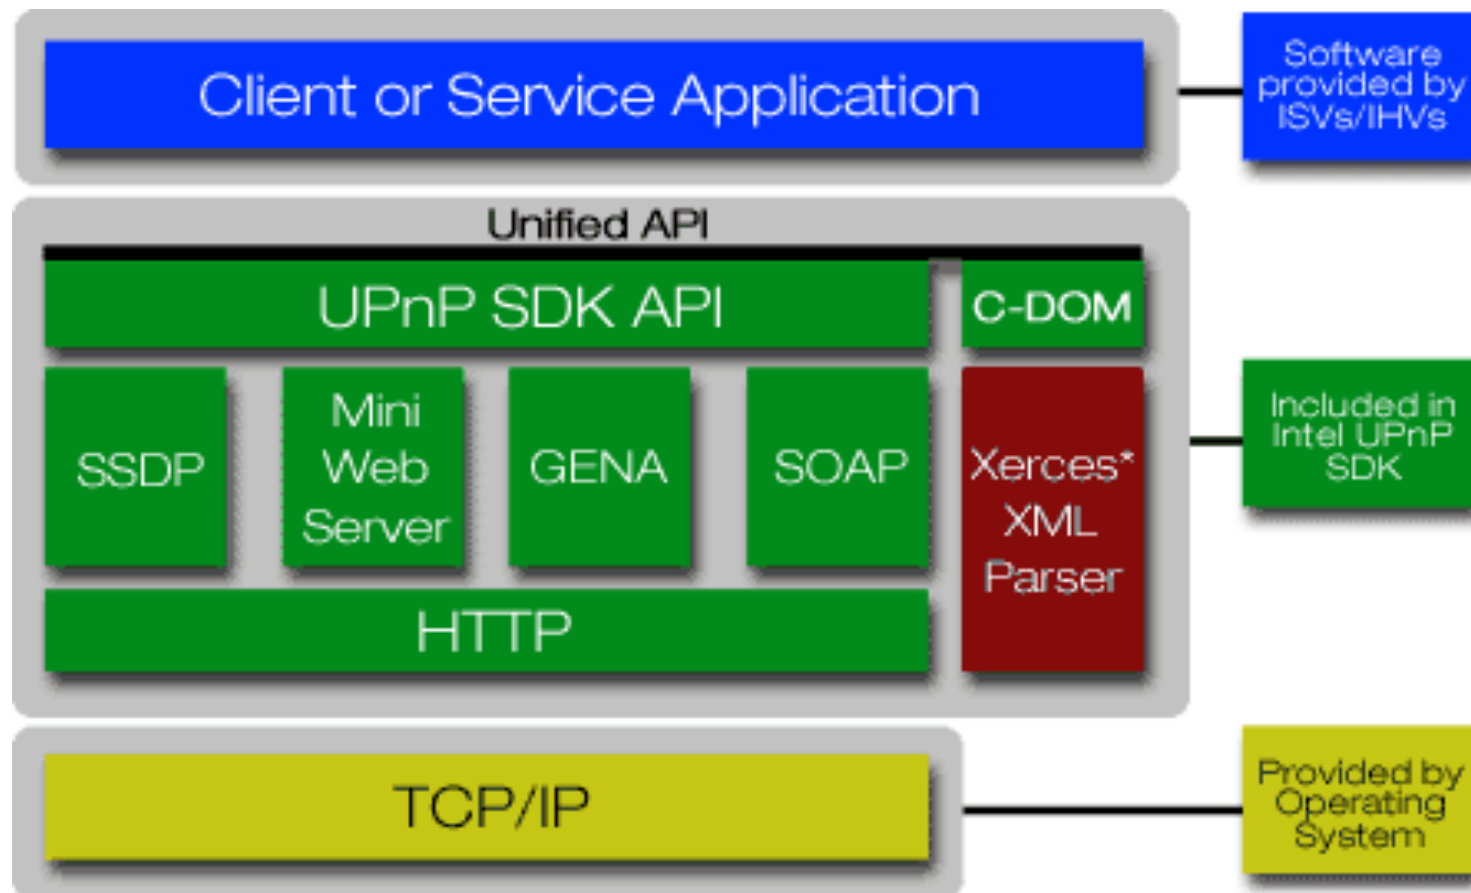 Client or Service Application
Software
provided by
ISVs/IHVs
Unified API
UPnP SDK API
C-DOM
SSDP
Mini
Web
Server
GENA
SOAP
Xerces*
XML
Parser
HTTP
Included in
Intel UPnP
SDK
TCP/IP
Provided by
Operating
System